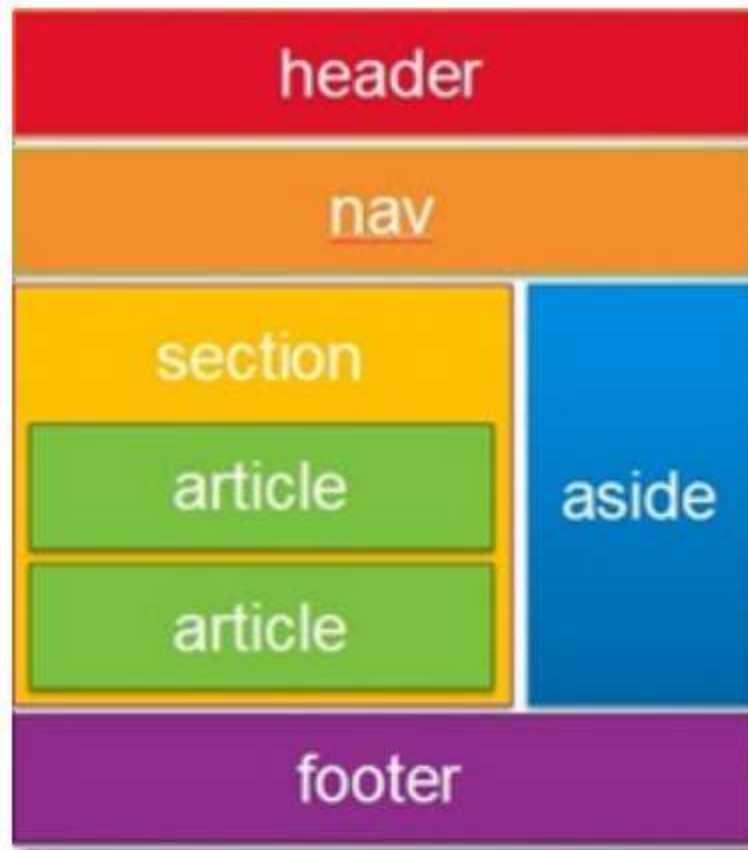 header
nav
section
article
aside
article
footer